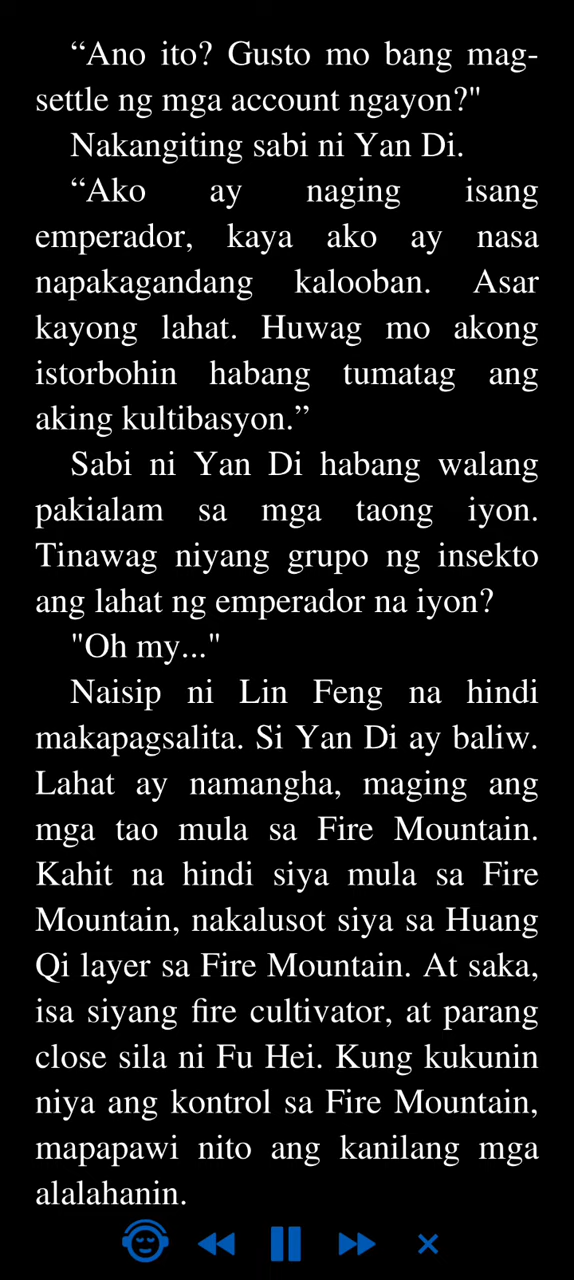 “Ano ito? Gusto mo bang mag-
settle ng mga account ngayon?"
Nakangiting sabi ni Yan Di.
“Ako ay naging isang
emperador, kaya ako ay nasa
napakagandang kalooban. Asar
kayong lahat. Huwag mo akong
istorbohin habang tumatag ang
aking kultibasyon.”
Sabi ni Yan Di habang walang
pakialam sa mga taong iyon.
Tinawag niyang grupo ng insekto
ang lahat ng emperador na iyon?
"Oh my..."
Naisip ni Lin Feng na hindi
makapagsalita. Si Yan Di ay baliw.
Lahat ay namangha, maging ang
mga tao mula sa Fire Mountain.
Kahit na hindi siya mula sa Fire
Mountain, nakalusot siya sa Huang
Qi layer sa Fire Mountain. At saka,
isa siyang fire cultivator, at parang
close sila ni Fu Hei. Kung kukunin
niya ang kontrol sa Fire Mountain,
mapapawi nito ang kanilang mga
alalahanin.